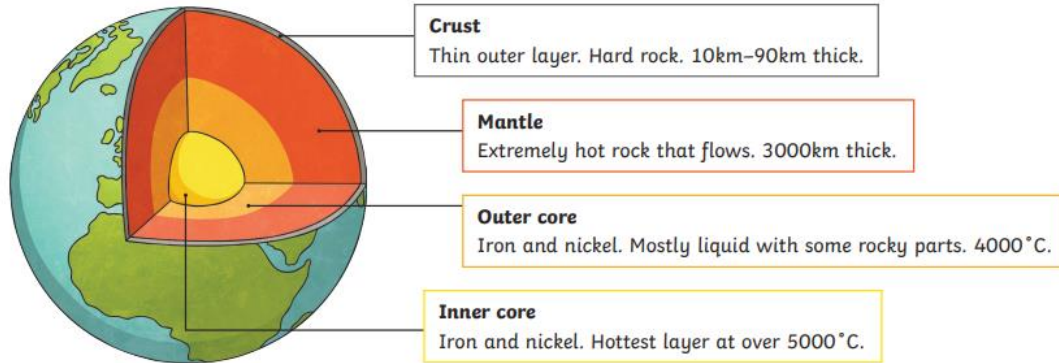 Crust
Thin outer layer. Hard rock. 10km–90km thick.
Mantle
Extremely hot rock that flows. 3000km thick.
Outer core
Iron and nickel. Mostly liquid with some rocky parts. 4000˚C.
Inner core
Iron and nickel. Hottest layer at over 5000˚C.